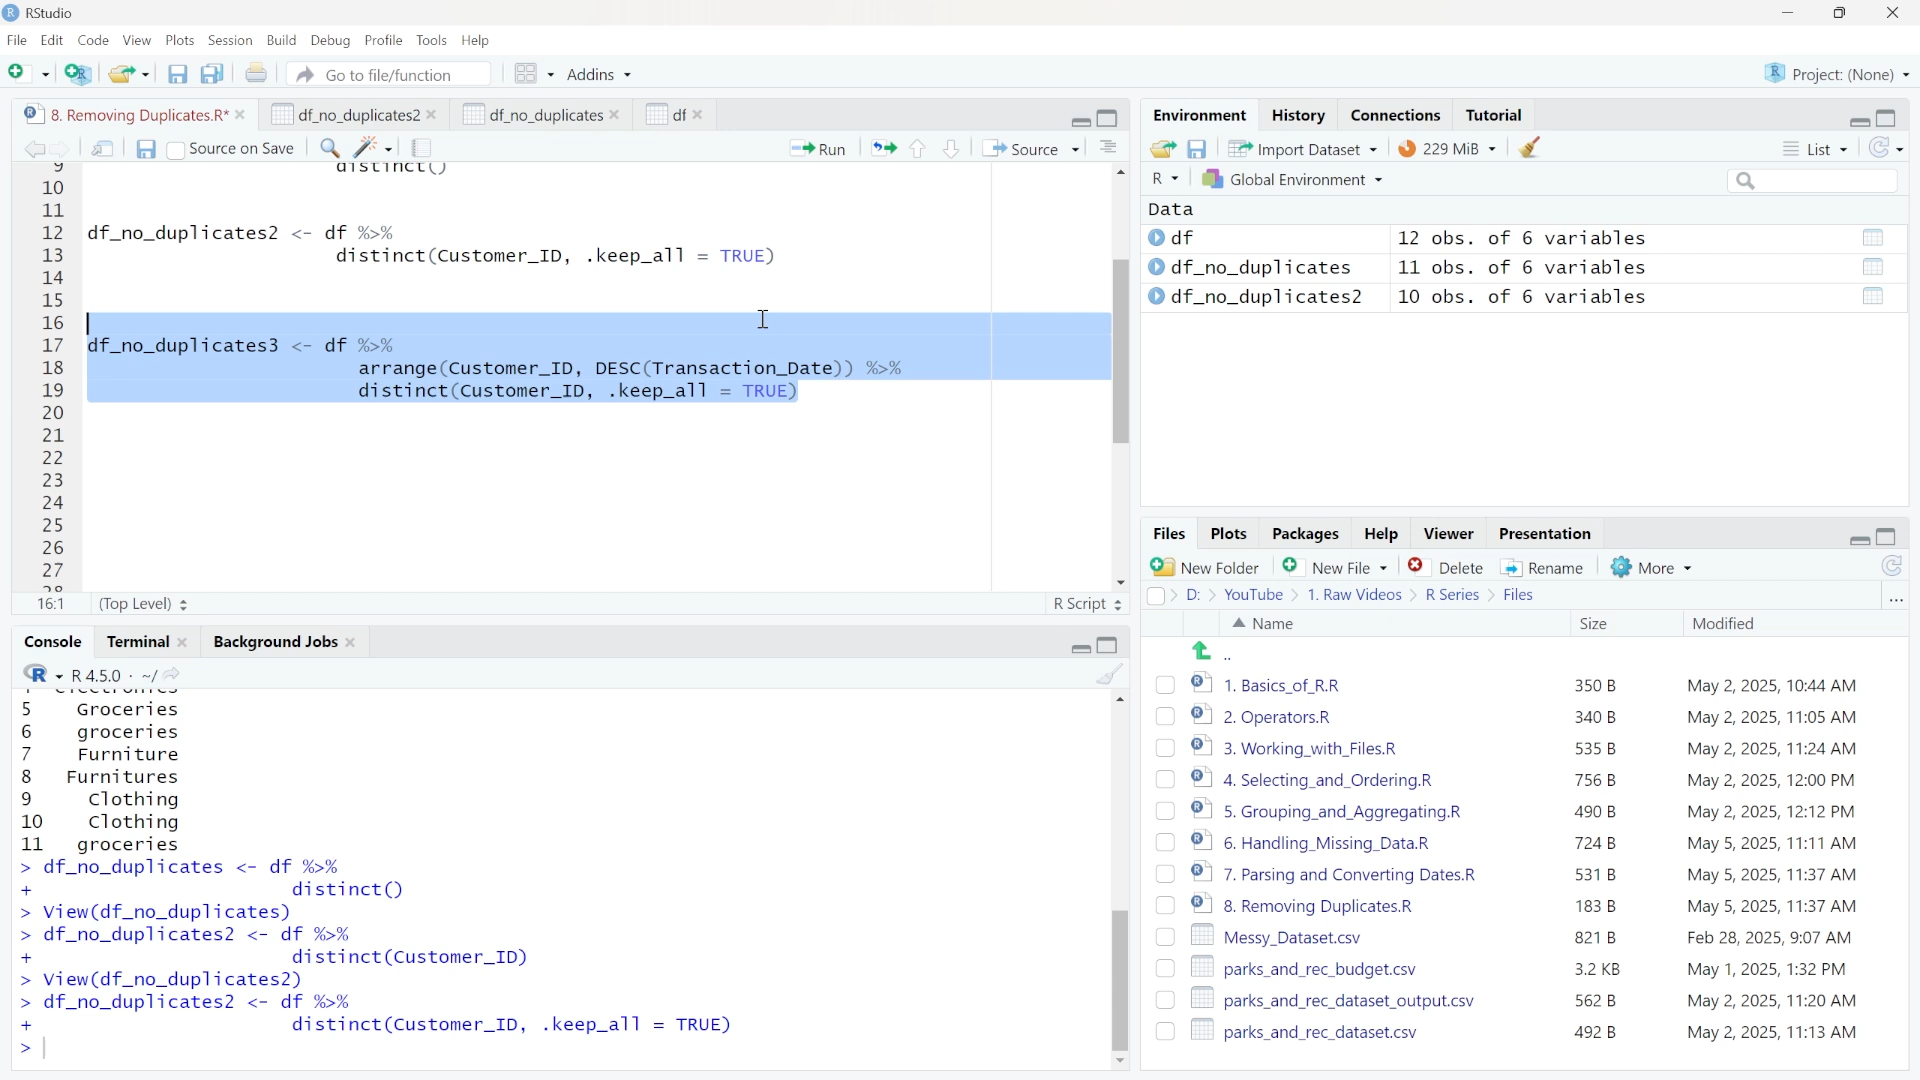 RStudio
File Edit Code View Plots Session Build Debug Profile Tools Help
Go to file/function Addins Project: (None)
8. Removing Duplicates.R* df_no_duplicates2 df_no_duplicates df
Source on Save Run Source
9 distinct()
10
11
12 df_no_duplicates2 <- df %>%
13 distinct(Customer_ID, .keep_all = TRUE)
14
15
16
17 df_no_duplicates3 <- df %>%
18 arrange(Customer_ID, DESC(Transaction_Date)) %>%
19 distinct(Customer_ID, .keep_all = TRUE)
20
21
22
23
24
25
26
27
28
16:1 (Top Level) R Script
Console Terminal Background Jobs
R 4.5.0 · ~/
5 Groceries
6 groceries
7 Furniture
8 Furnitures
9 Clothing
10 Clothing
11 groceries
> df_no_duplicates <- df %>%
+ distinct()
> View(df_no_duplicates)
> df_no_duplicates2 <- df %>%
+ distinct(Customer_ID)
> View(df_no_duplicates2)
> df_no_duplicates2 <- df %>%
+ distinct(Customer_ID, .keep_all = TRUE)
>
Environment History Connections Tutorial
Import Dataset 229 MiB List
R Global Environment
Data
df 12 obs. of 6 variables
df_no_duplicates 11 obs. of 6 variables
df_no_duplicates2 10 obs. of 6 variables
Files Plots Packages Help Viewer Presentation
New Folder New File Delete Rename More
D: YouTube 1. Raw Videos R Series Files ...
Name Size Modified
..
1. Basics_of_R.R 350 B May 2, 2025, 10:44 AM
2. Operators.R 340 B May 2, 2025, 11:05 AM
3. Working_with_Files.R 535 B May 2, 2025, 11:24 AM
4. Selecting_and_Ordering.R 756 B May 2, 2025, 12:00 PM
5. Grouping_and_Aggregating.R 490 B May 2, 2025, 12:12 PM
6. Handling_Missing_Data.R 724 B May 5, 2025, 11:11 AM
7. Parsing and Converting Dates.R 531 B May 5, 2025, 11:37 AM
8. Removing Duplicates.R 183 B May 5, 2025, 11:37 AM
Messy_Dataset.csv 821 B Feb 28, 2025, 9:07 AM
parks_and_rec_budget.csv 3.2 KB May 1, 2025, 1:32 PM
parks_and_rec_dataset_output.csv 562 B May 2, 2025, 11:20 AM
parks_and_rec_dataset.csv 492 B May 2, 2025, 11:13 AM